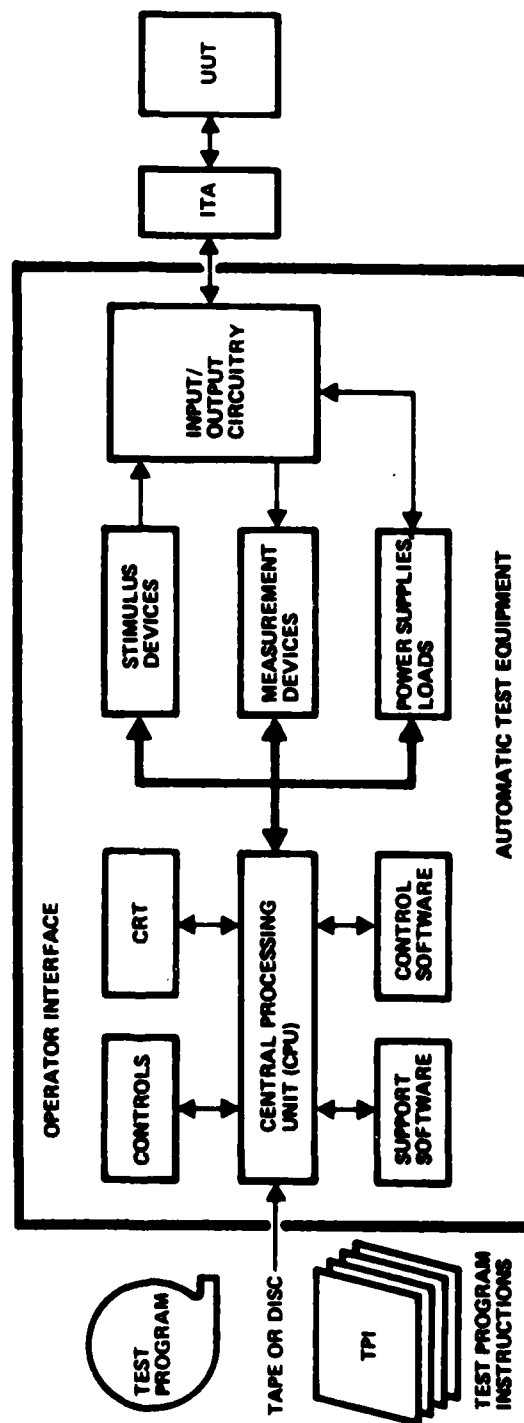 TEST
PROGRAM
TAPE OR DISC
TPI
TEST PROGRAM
INSTRUCTIONS
OPERATOR INTERFACE
CONTROLS
CRT
CENTRAL PROCESSING
UNIT (CPU)
SUPPORT
SOFTWARE
CONTROL
SOFTWARE
STIMULUS
DEVICES
MEASUREMENT
DEVICES
POWER SUPPLIES
LOADS
INPUT/
OUTPUT
CIRCUITRY
AUTOMATIC TEST EQUIPMENT
ITA
UUT